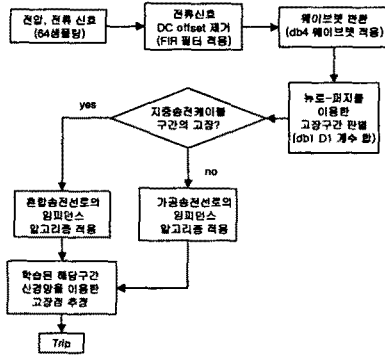 전압, 전류 신호
(64샘플링)
전류신호
DC offset 제거
(FIR 필터 적용)
웨이브렛 변환
(db4 웨이브렛 적용)
뉴로-퍼지를
이용한
고장구간 판별
(db1 D1 계수 합)
지중송전케이블
구간의 고장?
yes
no
혼합송전선로의
임피던스
알고리즘 적용
가공송전선로의
임피던스
알고리즘 적용
학습된 해당구간
신경망을 이용한
고장점 추정
Trip